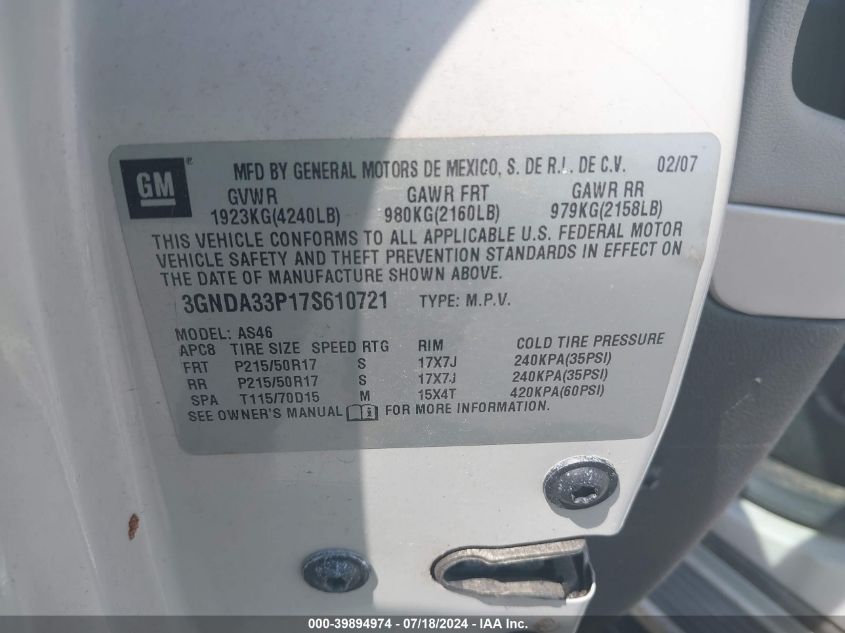 GM ® MFD BY GENERAL MOTORS DE MEXICO, S. DE R.L. DE C.V. 02/07
GVWR GAWR FRT GAWR RR
1923KG(4240LB) 980KG(2160LB) 979KG(2158LB)
THIS VEHICLE CONFORMS TO ALL APPLICABLE U.S. FEDERAL MOTOR
VEHICLE SAFETY AND THEFT PREVENTION STANDARDS IN EFFECT ON
THE DATE OF MANUFACTURE SHOWN ABOVE.
3GNDA33P17S610721 TYPE: M.P.V.
MODEL: AS46
APC8 TIRE SIZE SPEED RTG RIM COLD TIRE PRESSURE
FRT P215/50R17 S 17X7J 240KPA(35PSI)
RR P215/50R17 S 17X7J 240KPA(35PSI)
SPA T115/70D15 M 15X4T 420KPA(60PSI)
SEE OWNER'S MANUAL i FOR MORE INFORMATION.
000-39894974 - 07/18/2024 - IAA Inc.